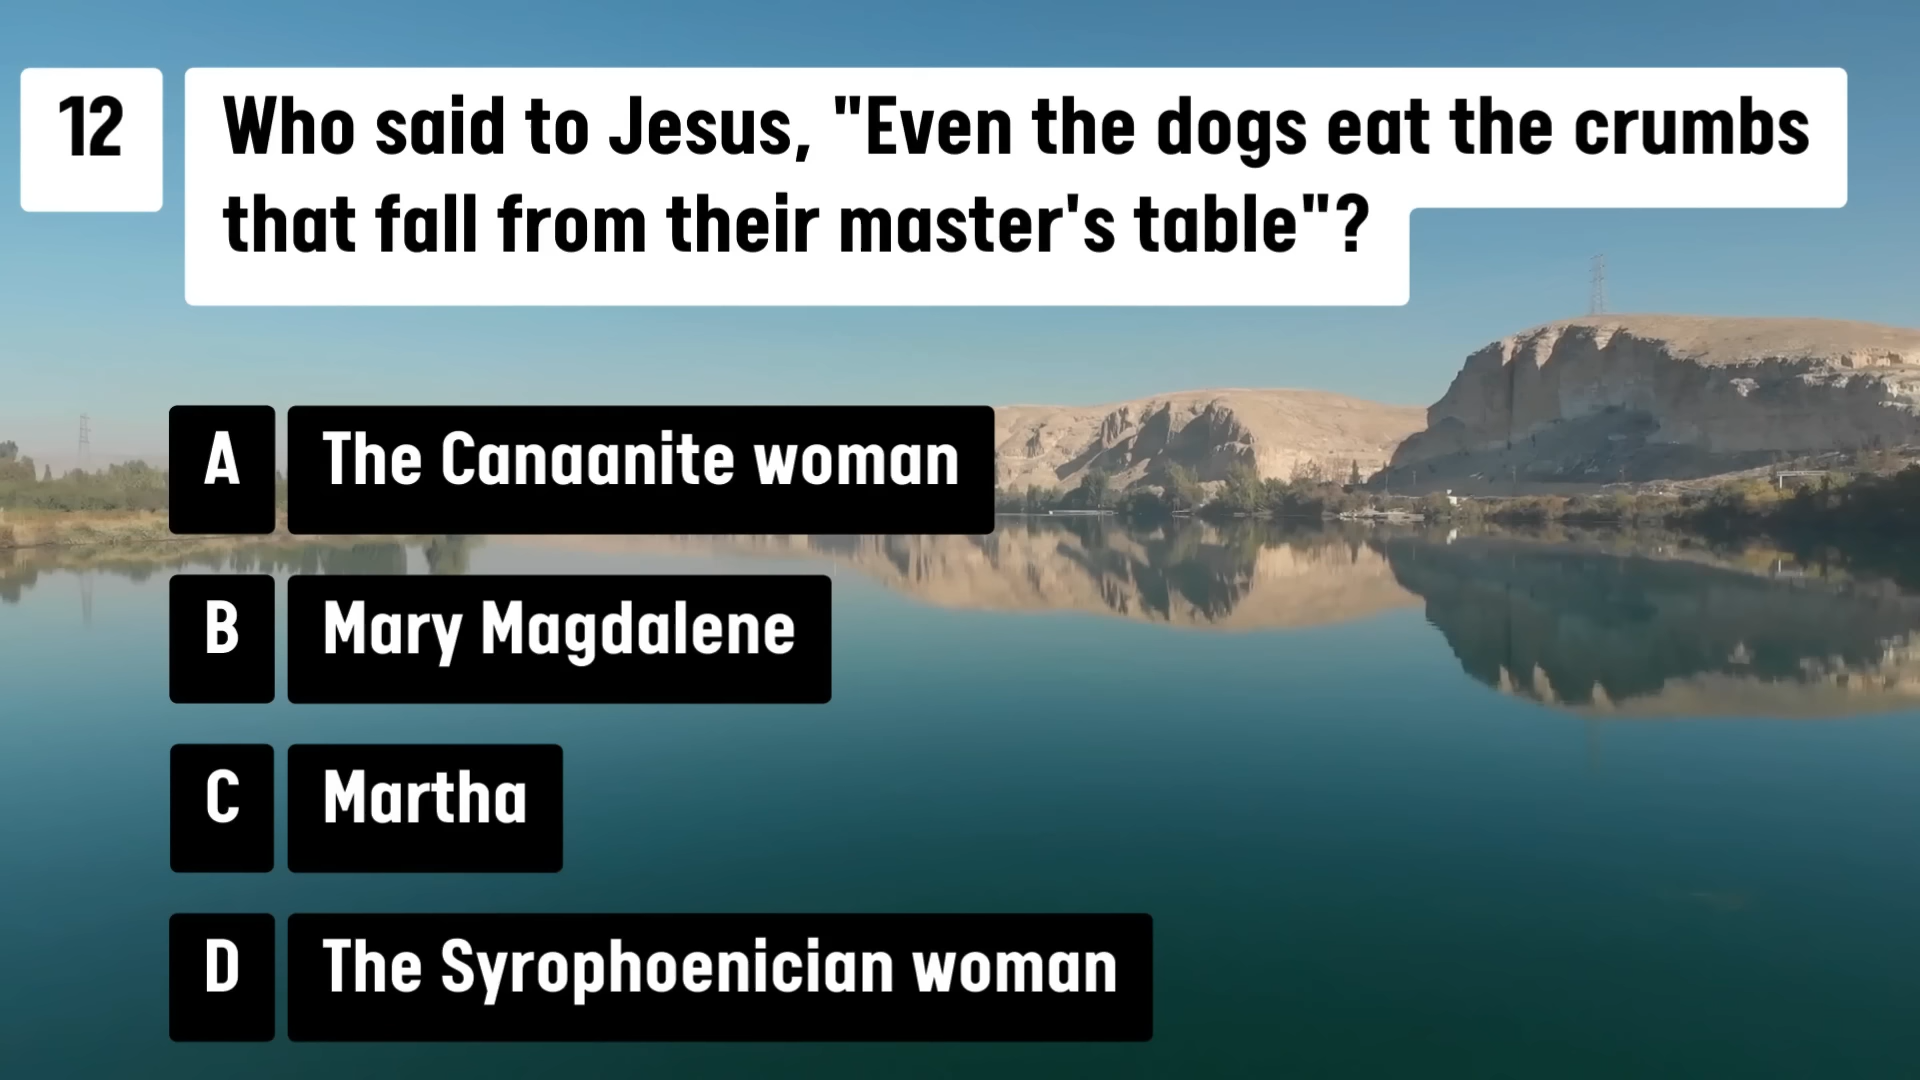 12
Who said to Jesus, "Even the dogs eat the crumbs
that fall from their master's table"?
A The Canaanite woman
B Mary Magdalene
C Martha
D The Syrophoenician woman